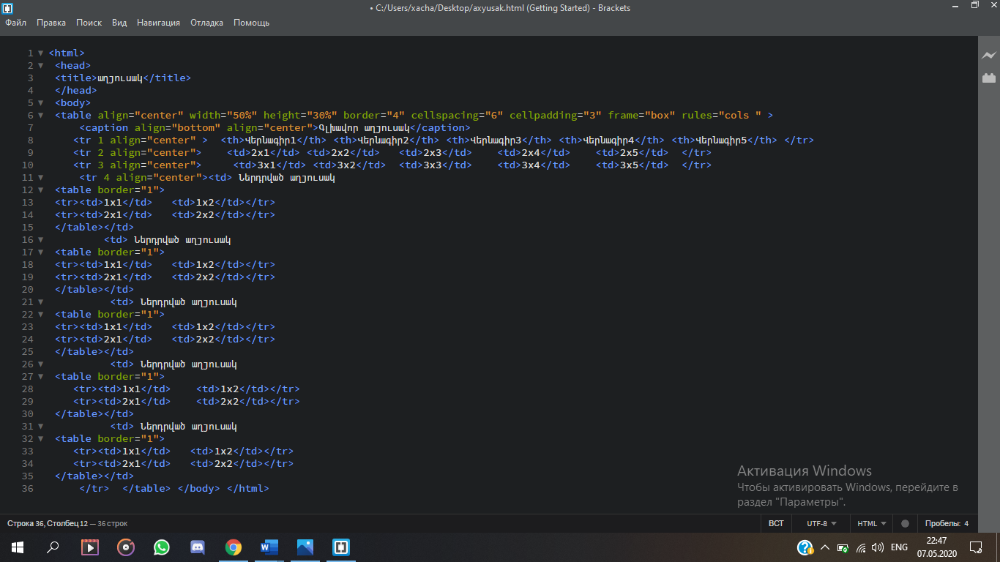 • C:/Users/xacha/Desktop/axyusak.html (Getting Started) - Brackets
Файл Правка Поиск Вид Навигация Отладка Помощь
1 <html>
2 <head>
3 <title>աղյուսակ</title>
4 </head>
5 <body>
6 <table align="center" width="50%" height="30%" border="4" cellspacing="6" cellpadding="3" frame="box" rules="cols " >
7 <caption align="bottom" align="center">Գլխավոր աղյուսակ</caption>
8 <tr 1 align="center" > <th>Վերնագիր1</th> <th>Վերնագիր2</th> <th>Վերնագիր3</th> <th>Վերնագիր4</th> <th>Վերնագիր5</th> </tr>
9 <tr 2 align="center"> <td>2x1</td> <td>2x2</td> <td>2x3</td> <td>2x4</td> <td>2x5</td> </tr>
10 <tr 3 align="center"> <td>3x1</td> <td>3x2</td> <td>3x3</td> <td>3x4</td> <td>3x5</td> </tr>
11 <tr 4 align="center"><td> Ներդրված աղյուսակ
12 <table border="1">
13 <tr><td>1x1</td> <td>1x2</td></tr>
14 <tr><td>2x1</td> <td>2x2</td></tr>
15 </table></td>
16 <td> Ներդրված աղյուսակ
17 <table border="1">
18 <tr><td>1x1</td> <td>1x2</td></tr>
19 <tr><td>2x1</td> <td>2x2</td></tr>
20 </table></td>
21 <td> Ներդրված աղյուսակ
22 <table border="1">
23 <tr><td>1x1</td> <td>1x2</td></tr>
24 <tr><td>2x1</td> <td>2x2</td></tr>
25 </table></td>
26 <td> Ներդրված աղյուսակ
27 <table border="1">
28 <tr><td>1x1</td> <td>1x2</td></tr>
29 <tr><td>2x1</td> <td>2x2</td></tr>
30 </table></td>
31 <td> Ներդրված աղյուսակ
32 <table border="1">
33 <tr><td>1x1</td> <td>1x2</td></tr>
34 <tr><td>2x1</td> <td>2x2</td></tr>
35 </table></td>
36 </tr> </table> </body> </html>
Активация Windows
Чтобы активировать Windows, перейдите в
раздел "Параметры".
Строка 36, Столбец 12 — 36 строк ВСТ UTF-8 HTML Пробелы: 4
ENG 22:47
07.05.2020